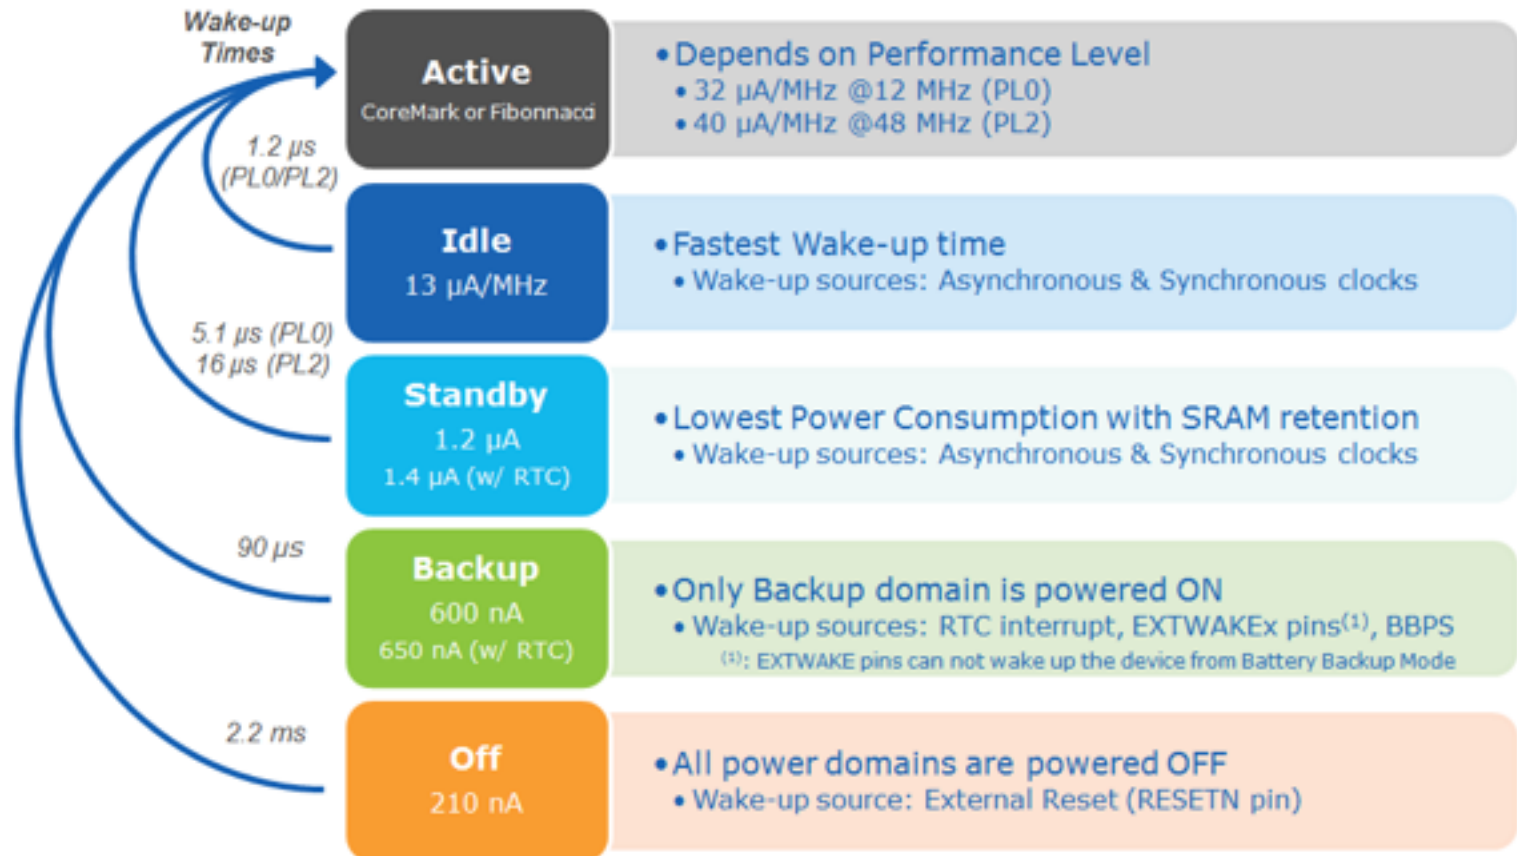 Wake-up
Times
Active
CoreMark or Fibonnacci
• Depends on Performance Level
• 32 µA/MHz @12 MHz (PL0)
• 40 µA/MHz @48 MHz (PL2)
1.2 µs
(PL0/PL2)
Idle
13 µA/MHz
• Fastest Wake-up time
• Wake-up sources: Asynchronous & Synchronous clocks
5.1 µs (PL0)
16 µs (PL2)
Standby
1.2 µA
1.4 µA (w/ RTC)
• Lowest Power Consumption with SRAM retention
• Wake-up sources: Asynchronous & Synchronous clocks
90 µs
Backup
600 nA
650 nA (w/ RTC)
• Only Backup domain is powered ON
• Wake-up sources: RTC interrupt, EXTWAKEx pins(1), BBPS
(1): EXTWAKE pins can not wake up the device from Battery Backup Mode
2.2 ms
Off
210 nA
• All power domains are powered OFF
• Wake-up source: External Reset (RESETN pin)